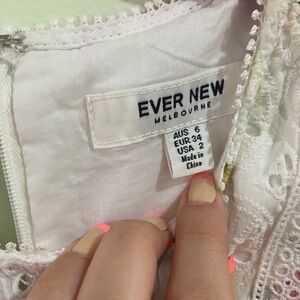 EVER NEW
MELBOURNE
AUS 6
EUR 34
USA 2
Made in
China